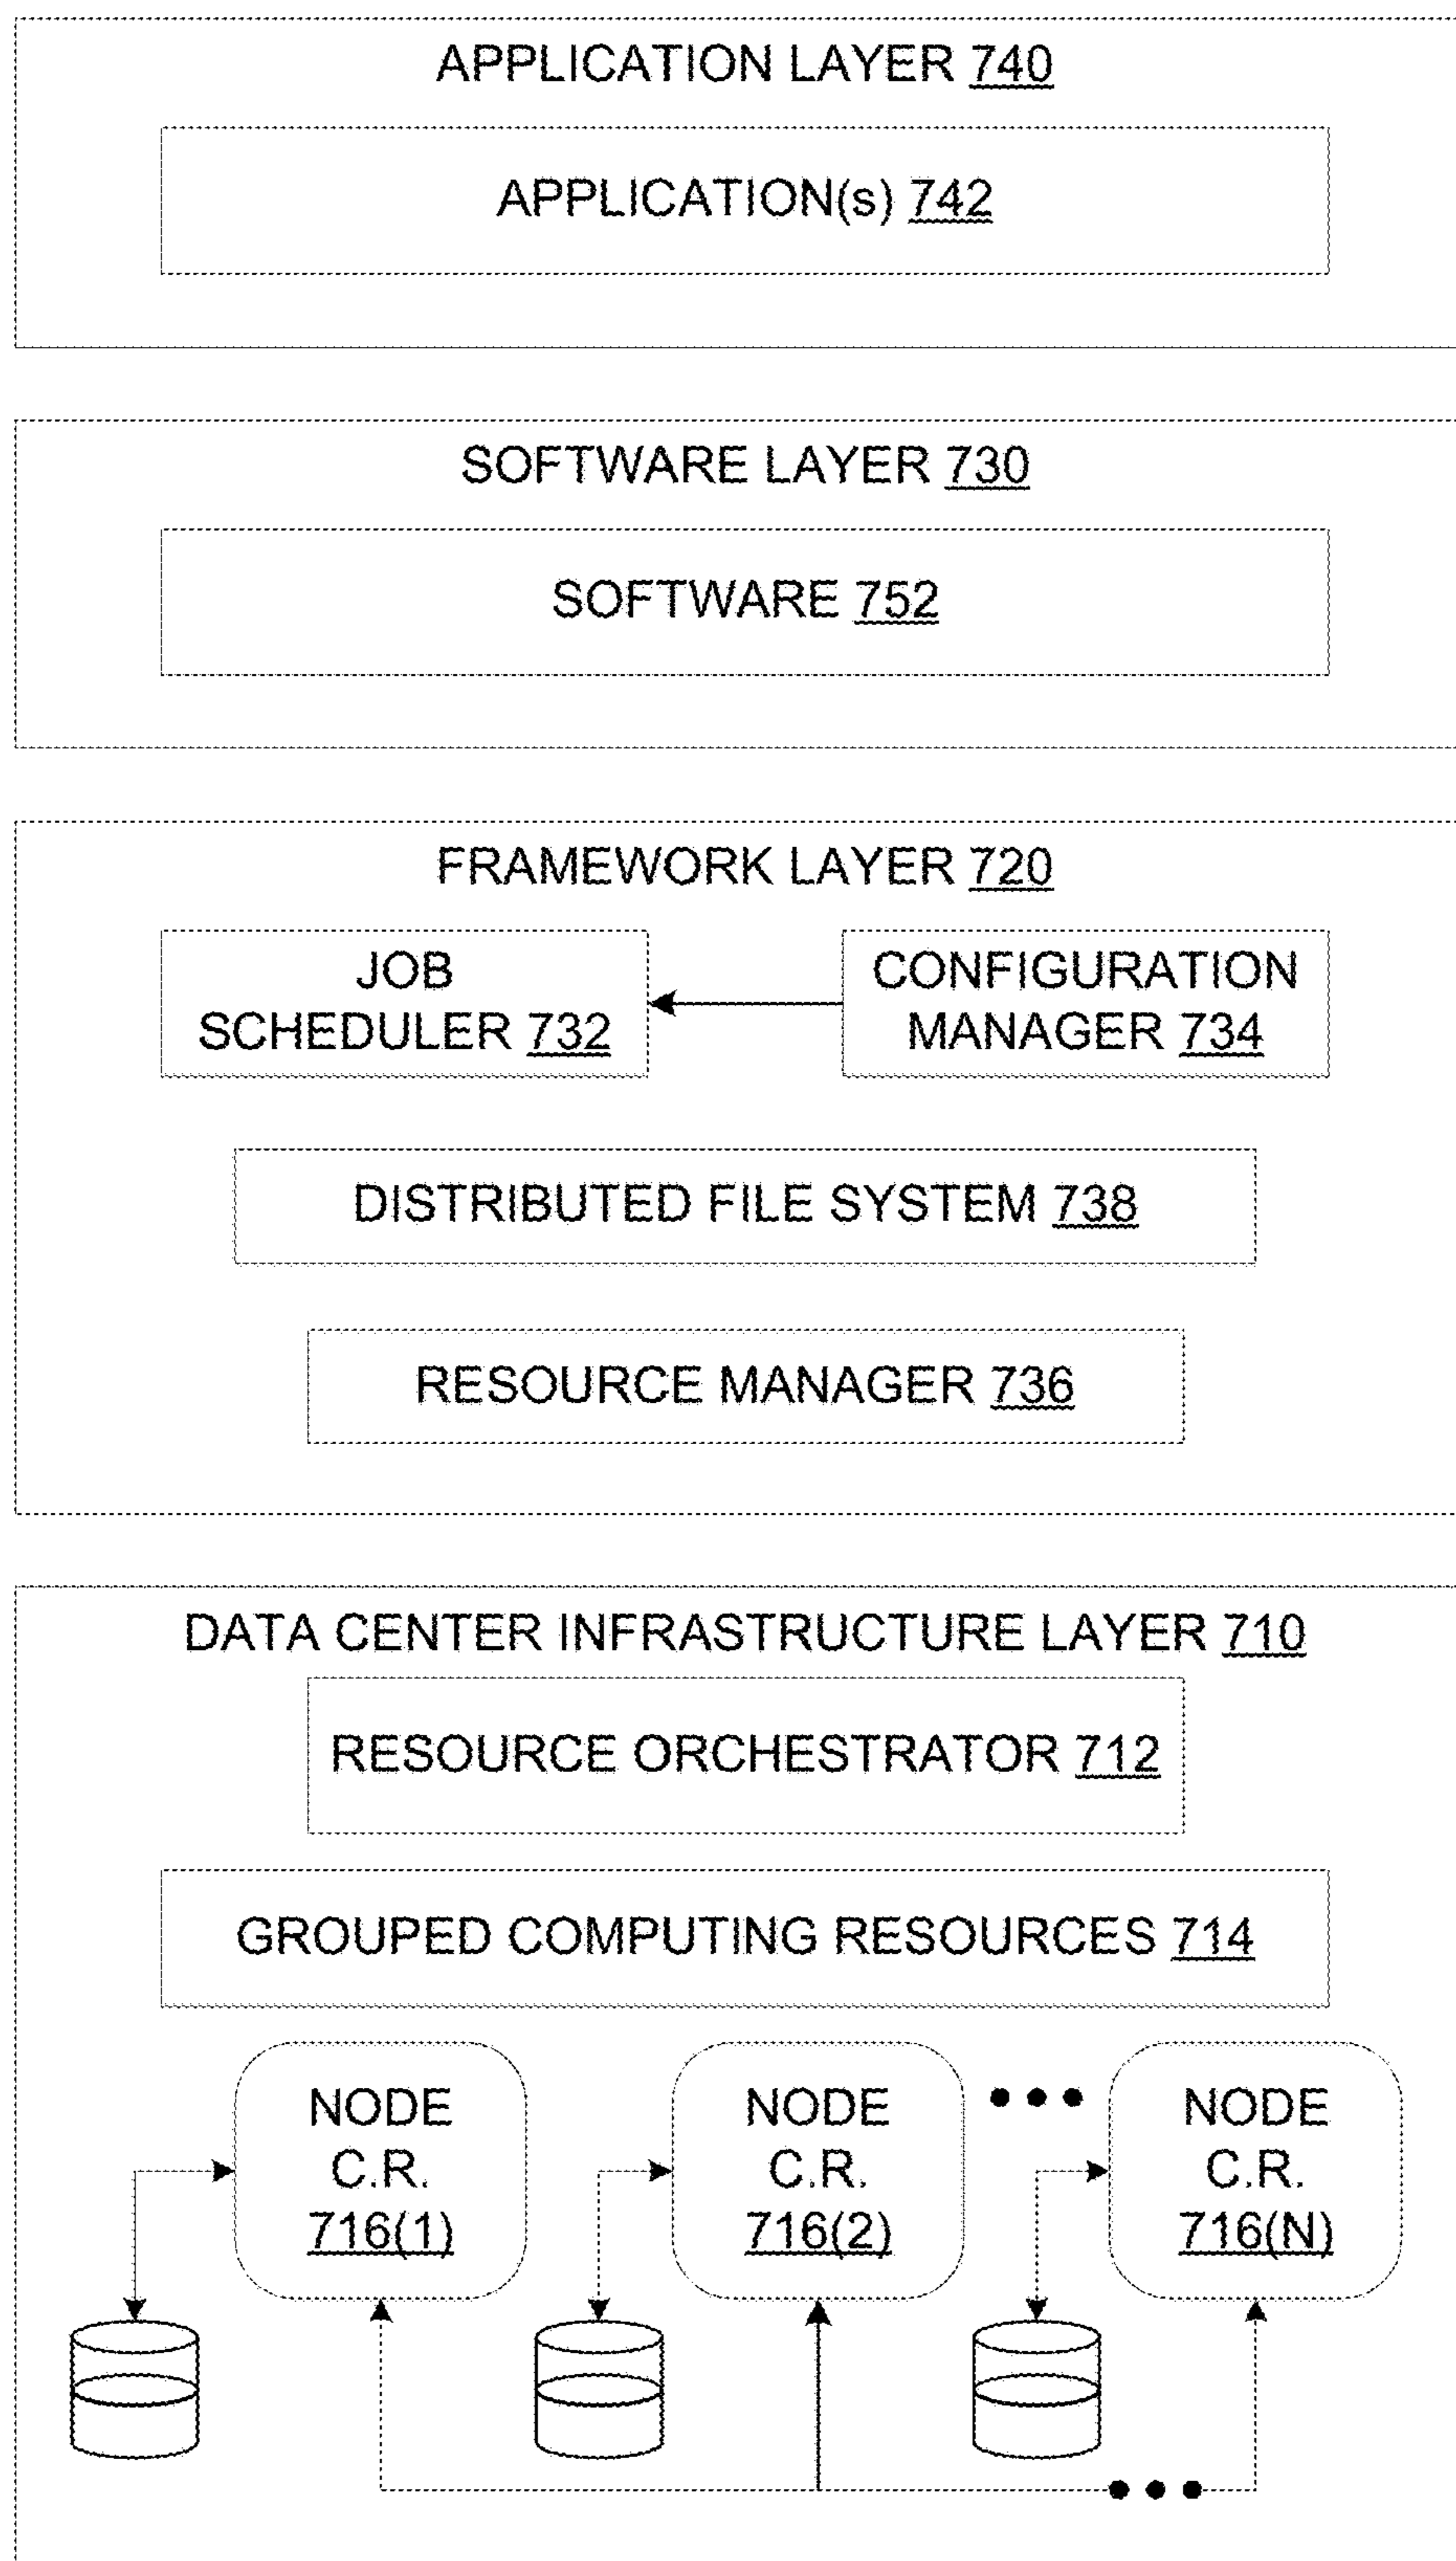 APPLICATION LAYER 740
APPLICATION(s) 742
SOFTWARE LAYER 730
SOFTWARE 752
FRAMEWORK LAYER 720
JOB
SCHEDULER 732
CONFIGURATION
MANAGER 734
DISTRIBUTED FILE SYSTEM 738
RESOURCE MANAGER 736
DATA CENTER INFRASTRUCTURE LAYER 710
RESOURCE ORCHESTRATOR 712
GROUPED COMPUTING RESOURCES 714
NODE
C.R.
716(1)
NODE
C.R.
716(2)
NODE
C.R.
716(N)